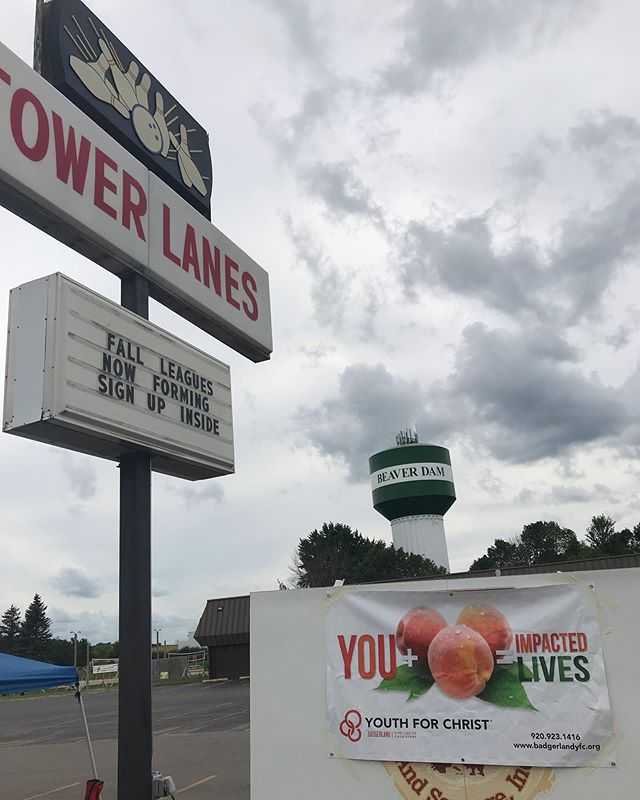 TOWER LANES
FALL LEAGUES
NOW FORMING
SIGN UP INSIDE
BEAVER DAM
YOU + = IMPACTED
LIVES
YOUTH FOR CHRIST
BADGERLAND
920.923.1416
www.badgerlandyfc.org